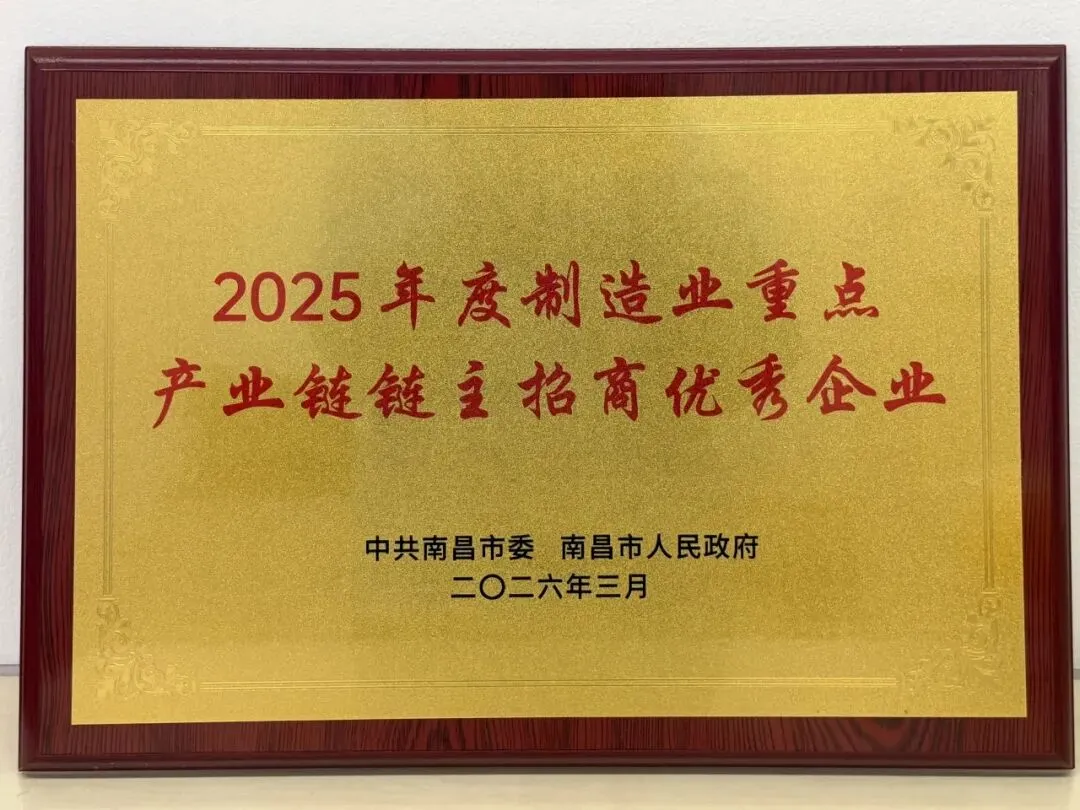 2025年度制造业重点
产业链链主招商优秀企业
中共南昌市委 南昌市人民政府
二〇二六年三月